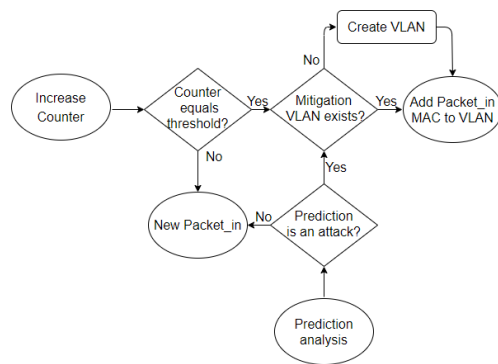 Create VLAN
No
Increase
Counter
Counter
equals
threshold?
Yes
Mitigation
VLAN exists?
Yes
Add Packet_in
MAC to VLAN
No
Yes
New Packet_in
No
Prediction
is an attack?
Prediction
analysis